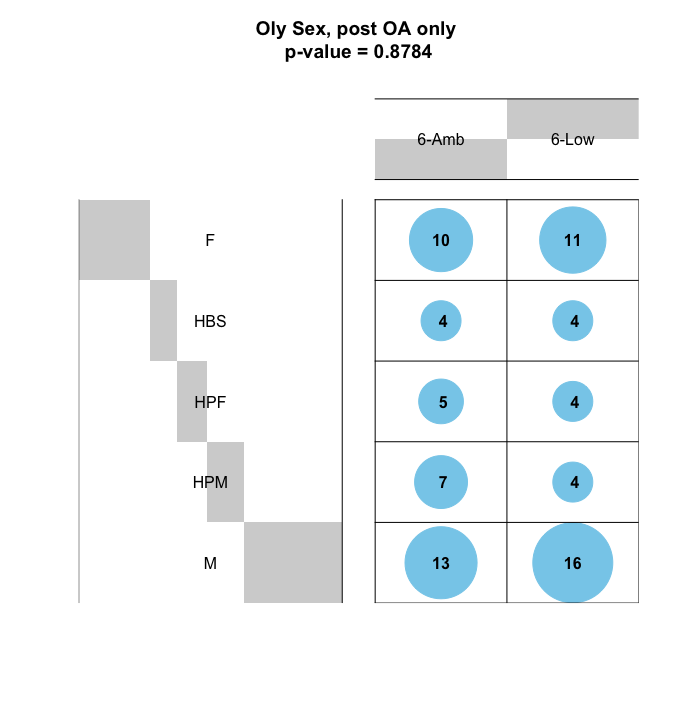 Oly Sex, post OA only
p-value = 0.8784
6-Amb 6-Low
F 10 11
HBS 4 4
HPF 5 4
HPM 7 4
M 13 16